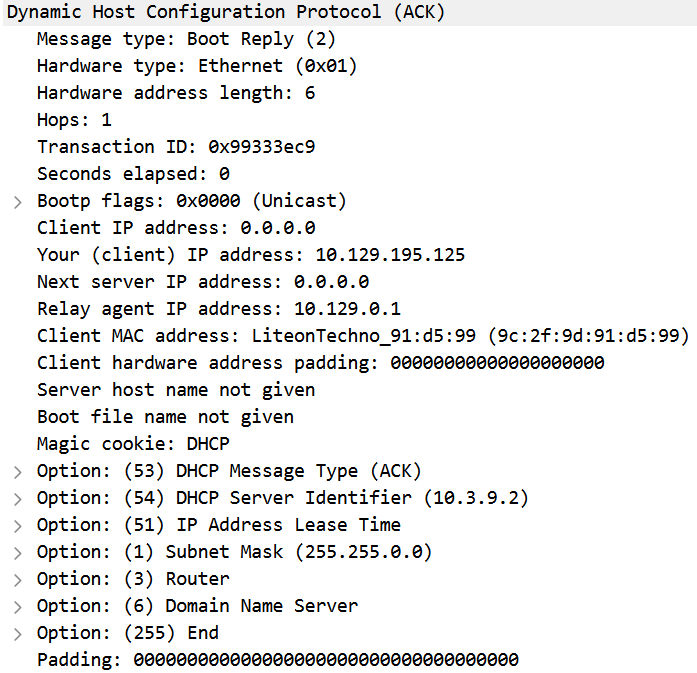 Dynamic Host Configuration Protocol (ACK)
Message type: Boot Reply (2)
Hardware type: Ethernet (0x01)
Hardware address length: 6
Hops: 1
Transaction ID: 0x99333ec9
Seconds elapsed: 0
Bootp flags: 0x0000 (Unicast)
Client IP address: 0.0.0.0
Your (client) IP address: 10.129.195.125
Next server IP address: 0.0.0.0
Relay agent IP address: 10.129.0.1
Client MAC address: LiteonTechno_91:d5:99 (9c:2f:9d:91:d5:99)
Client hardware address padding: 00000000000000000000
Server host name not given
Boot file name not given
Magic cookie: DHCP
Option: (53) DHCP Message Type (ACK)
Option: (54) DHCP Server Identifier (10.3.9.2)
Option: (51) IP Address Lease Time
Option: (1) Subnet Mask (255.255.0.0)
Option: (3) Router
Option: (6) Domain Name Server
Option: (255) End
Padding: 000000000000000000000000000000000000